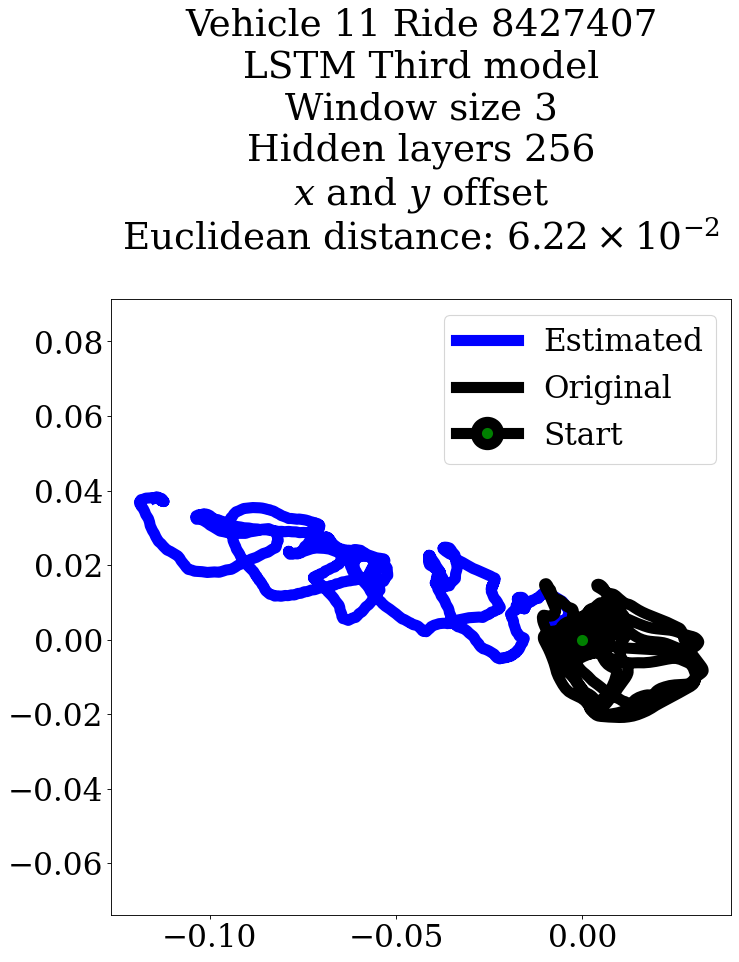 Vehicle 11 Ride 8427407
LSTM Third model
Window size 3
Hidden layers 256
x and y offset
Euclidean distance: 6.22 × 10⁻²
Estimated
Original
Start
0.08
0.06
0.04
0.02
0.00
−0.02
−0.04
−0.06
−0.10
−0.05
0.00